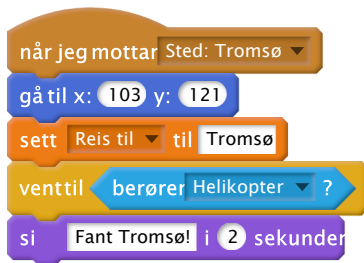 når jeg mottar Sted: Tromsø
gå til x: 103 y: 121
sett Reis til til Tromsø
vent til berører Helikopter ?
si Fant Tromsø! i 2 sekunder